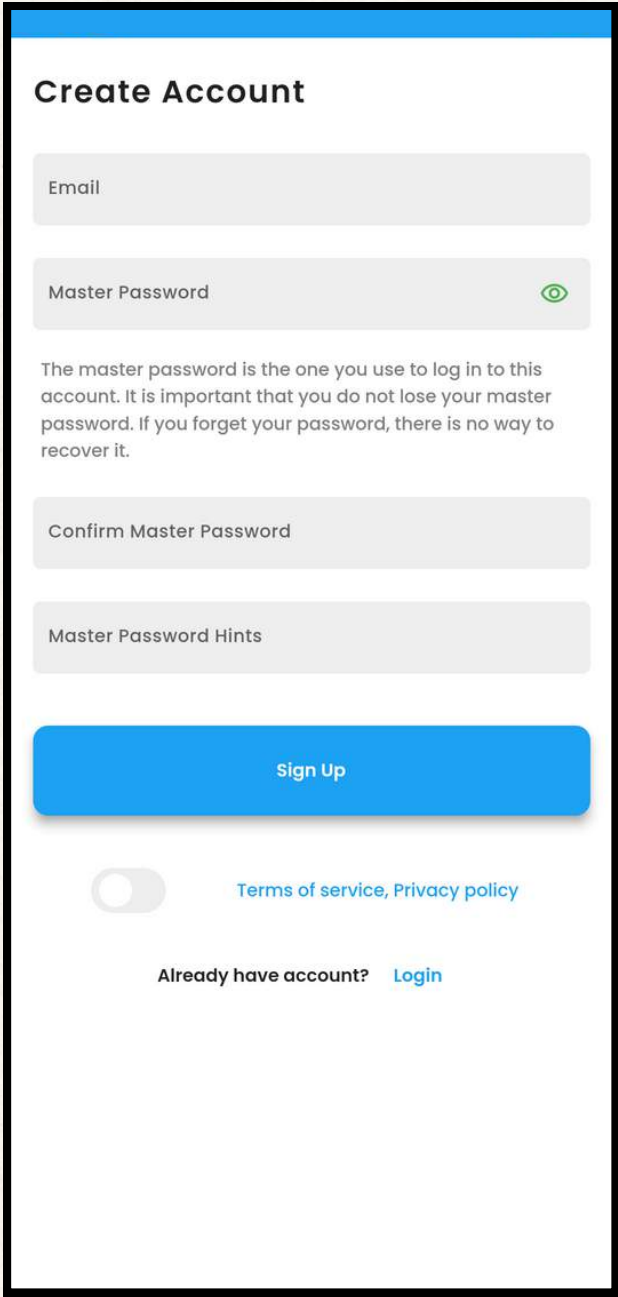 Create Account
Email
Master Password
The master password is the one you use to log in to this
account. It is important that you do not lose your master
password. If you forget your password, there is no way to
recover it.
Confirm Master Password
Master Password Hints
Sign Up
Terms of service, Privacy policy
Already have account? Login